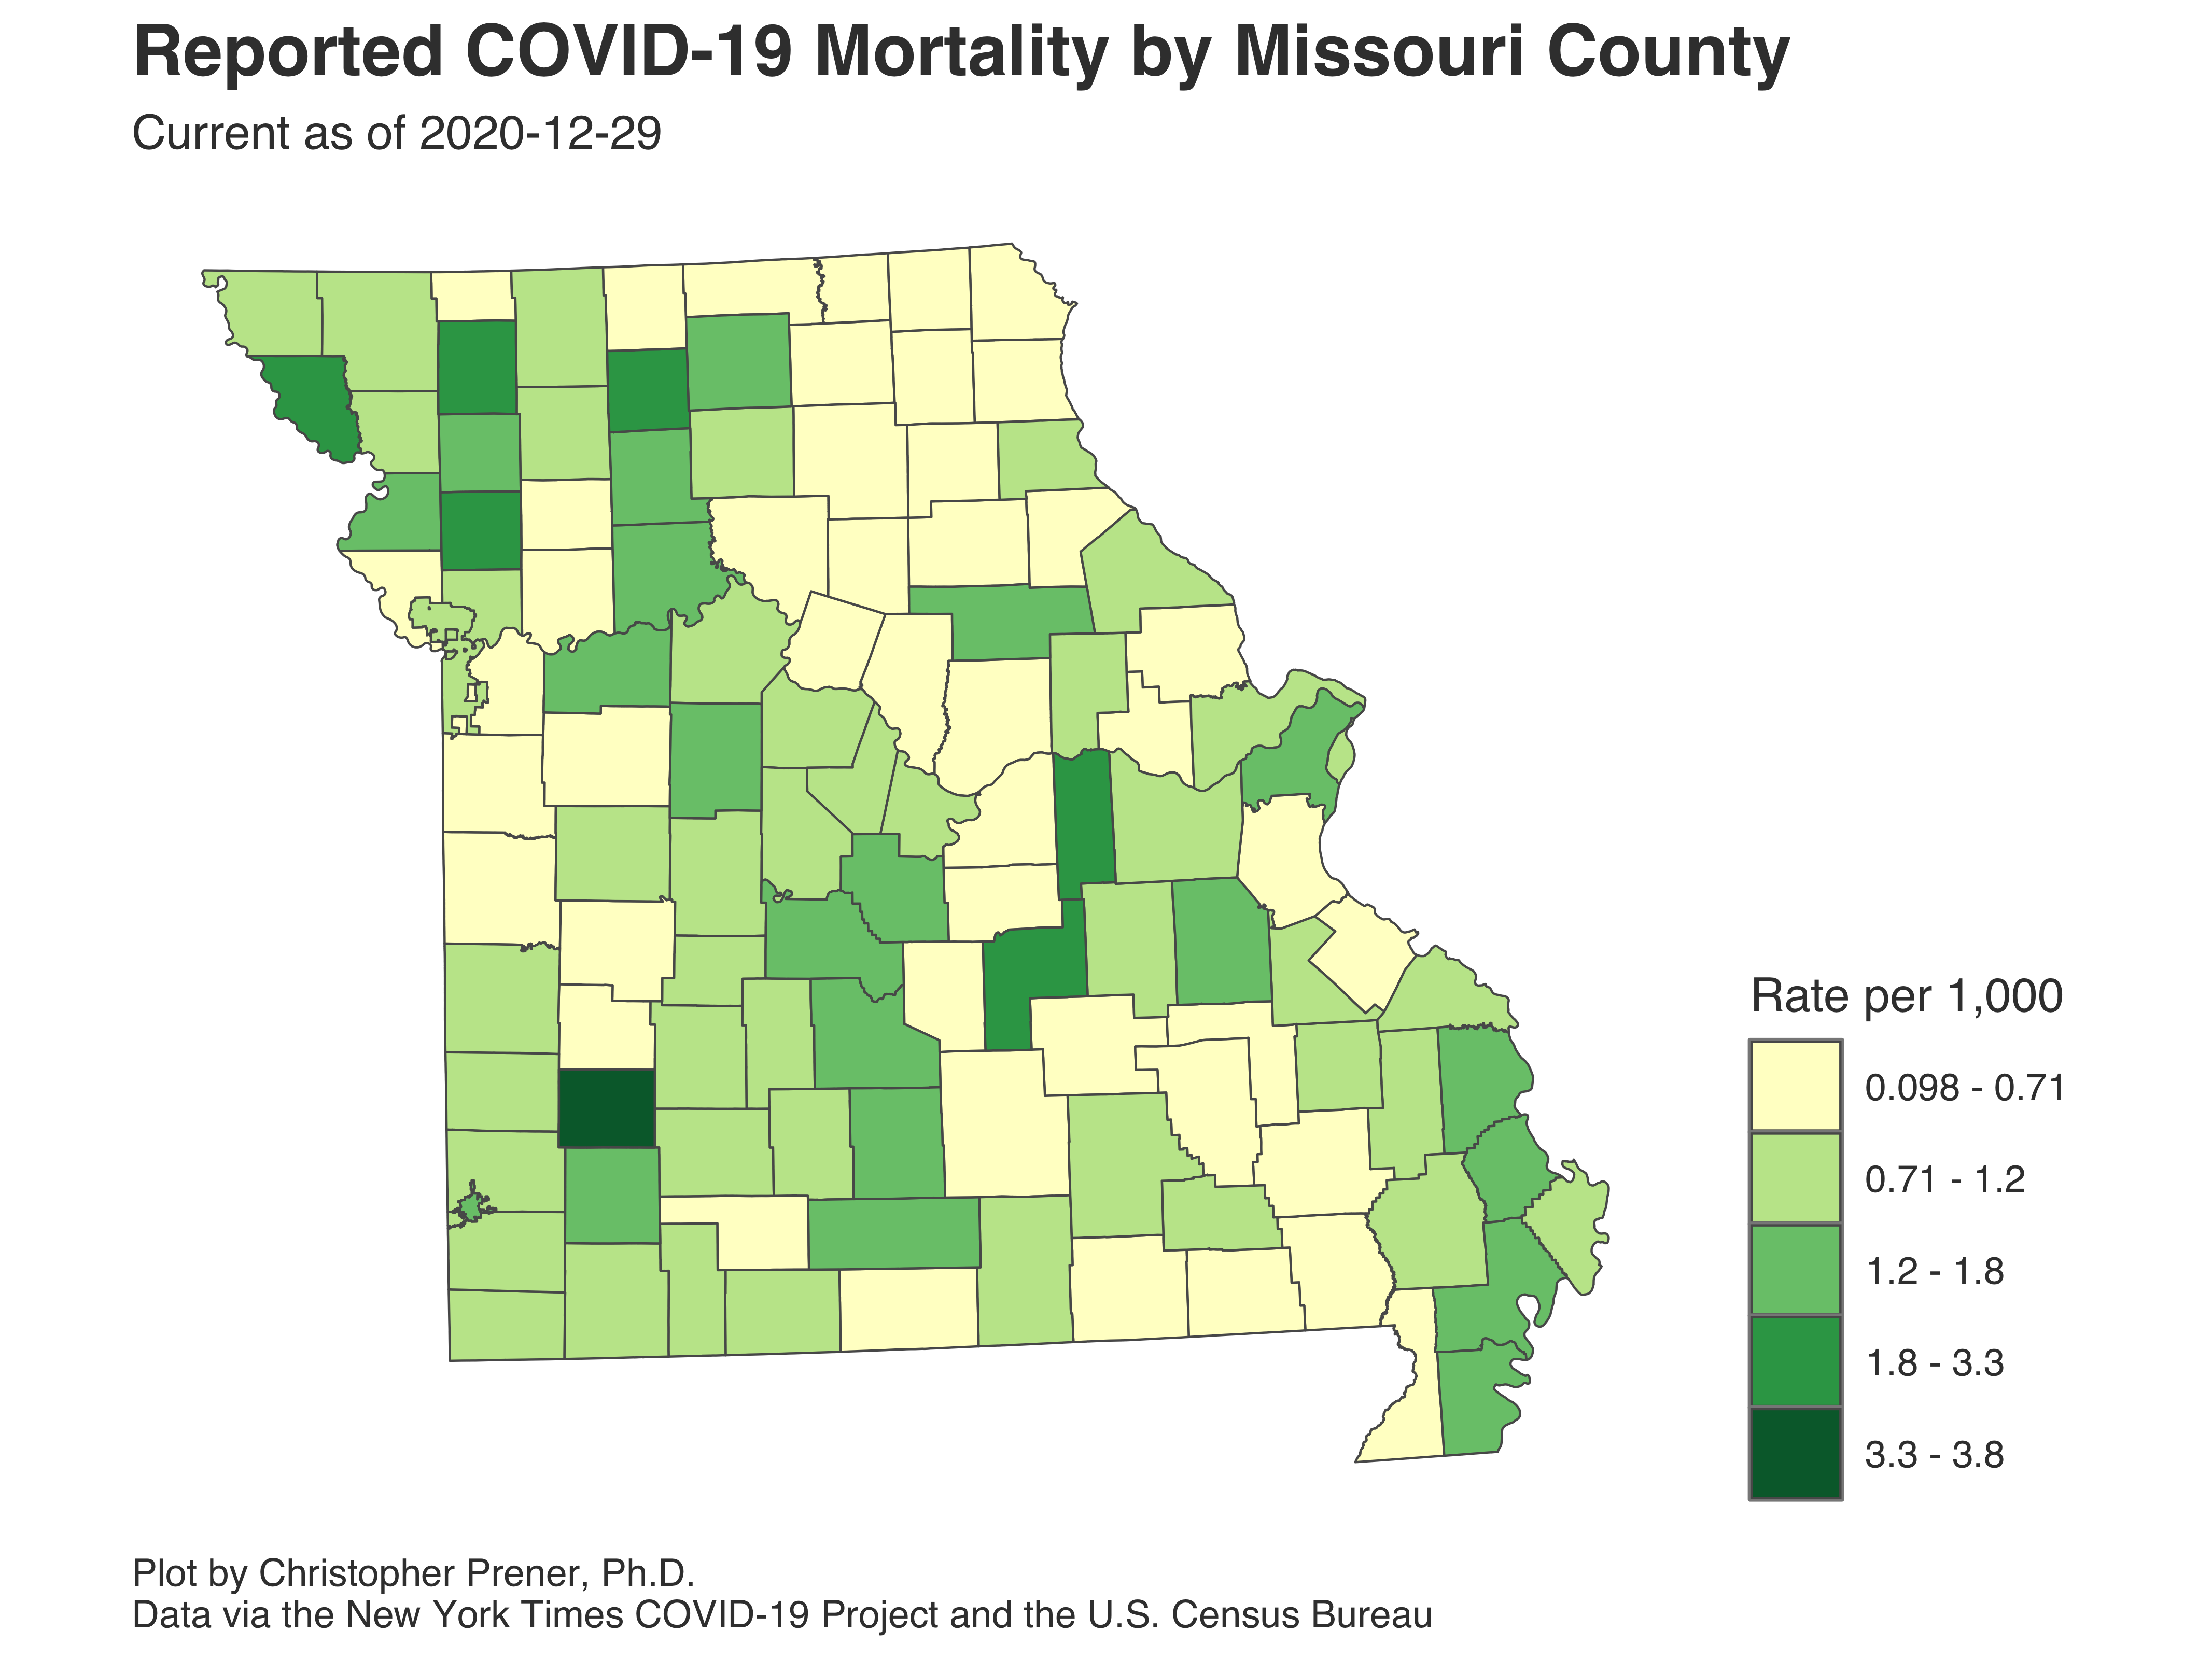 Reported COVID-19 Mortality by Missouri County
Current as of 2020-12-29
Rate per 1,000
0.098 - 0.71
0.71 - 1.2
1.2 - 1.8
1.8 - 3.3
3.3 - 3.8
Plot by Christopher Prener, Ph.D.
Data via the New York Times COVID-19 Project and the U.S. Census Bureau